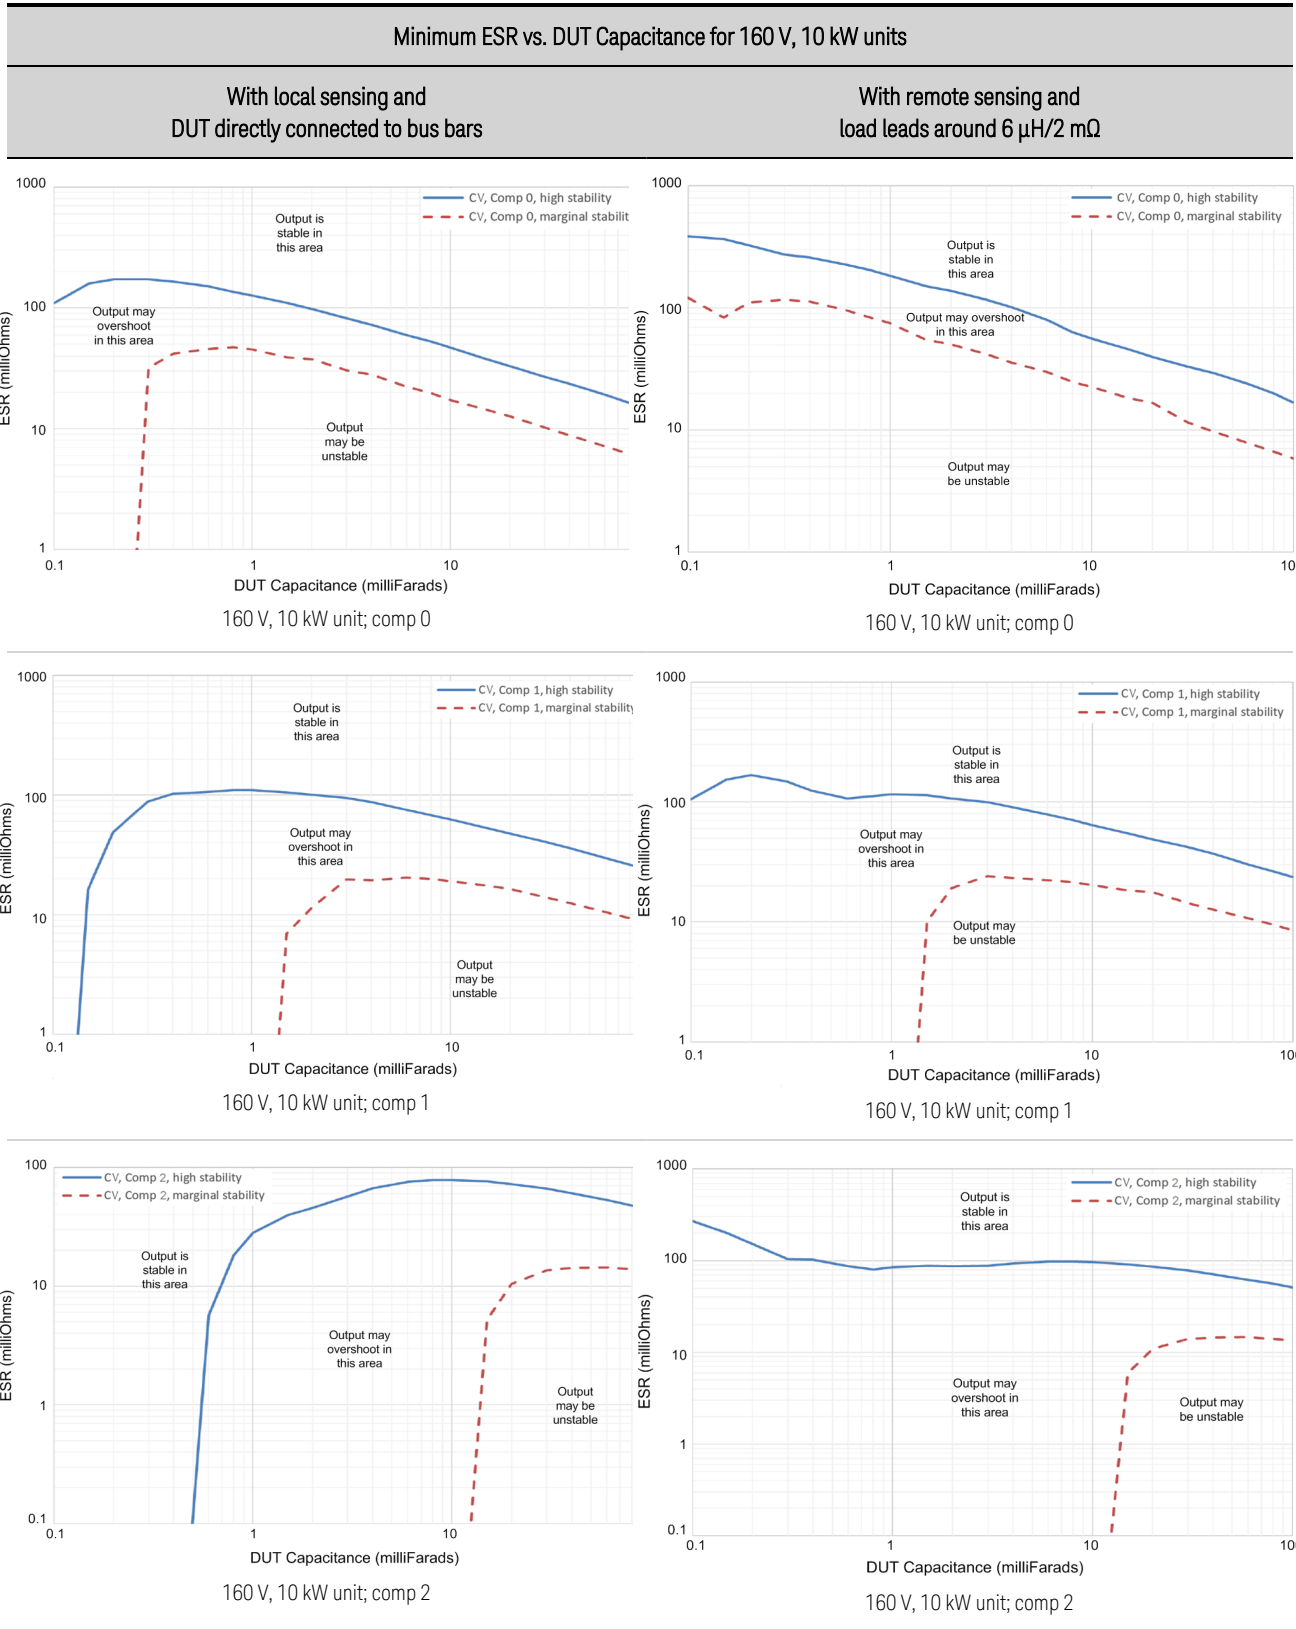 Minimum ESR vs. DUT Capacitance for 160 V, 10 kW units
With local sensing and
DUT directly connected to bus bars
With remote sensing and
load leads around 6 µH/2 mΩ
1000
100
10
1
ESR (milliOhms)
CV, Comp 0, high stability
CV, Comp 0, marginal stabilit
Output is
stable in
this area
Output may
overshoot
in this area
Output
may be
unstable
0.1
1
10
DUT Capacitance (milliFarads)
160 V, 10 kW unit; comp 0
1000
100
10
1
ESR (milliOhms)
CV, Comp 0, high stability
CV, Comp 0, marginal stability
Output is
stable in
this area
Output may overshoot
in this area
Output may
be unstable
0.1
1
10
10
DUT Capacitance (milliFarads)
160 V, 10 kW unit; comp 0
1000
100
10
1
ESR (milliOhms)
CV, Comp 1, high stability
CV, Comp 1, marginal stability
Output is
stable in
this area
Output may
overshoot in
this area
Output
may be
unstable
0.1
1
10
DUT Capacitance (milliFarads)
160 V, 10 kW unit; comp 1
1000
100
10
1
ESR (milliOhms)
CV, Comp 1, high stability
CV, Comp 1, marginal stability
Output is
stable in
this area
Output may
overshoot in
this area
Output may
be unstable
0.1
1
10
100
DUT Capacitance (milliFarads)
160 V, 10 kW unit; comp 1
100
10
1
0.1
ESR (milliOhms)
CV, Comp 2, high stability
CV, Comp 2, marginal stability
Output is
stable in
this area
Output may
overshoot in
this area
Output
may be
unstable
0.1
1
10
DUT Capacitance (milliFarads)
160 V, 10 kW unit; comp 2
1000
100
10
1
0.1
ESR (milliOhms)
CV, Comp 2, high stability
CV, Comp 2, marginal stability
Output is
stable in
this area
Output may
overshoot in
this area
Output may
be unstable
0.1
1
10
10
DUT Capacitance (milliFarads)
160 V, 10 kW unit; comp 2